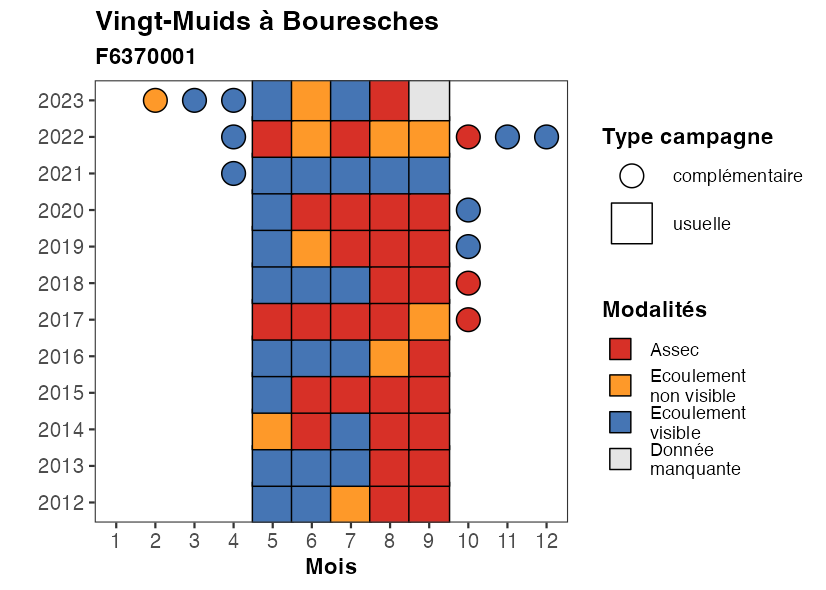 Vingt-Muids à Bouresches
F6370001
2023
2022
2021
2020
2019
2018
2017
2016
2015
2014
2013
2012
1 2 3 4 5 6 7 8 9 10 11 12
Mois
Type campagne
complémentaire
usuelle
Modalités
Assec
Ecoulement
non visible
Ecoulement
visible
Donnée
manquante